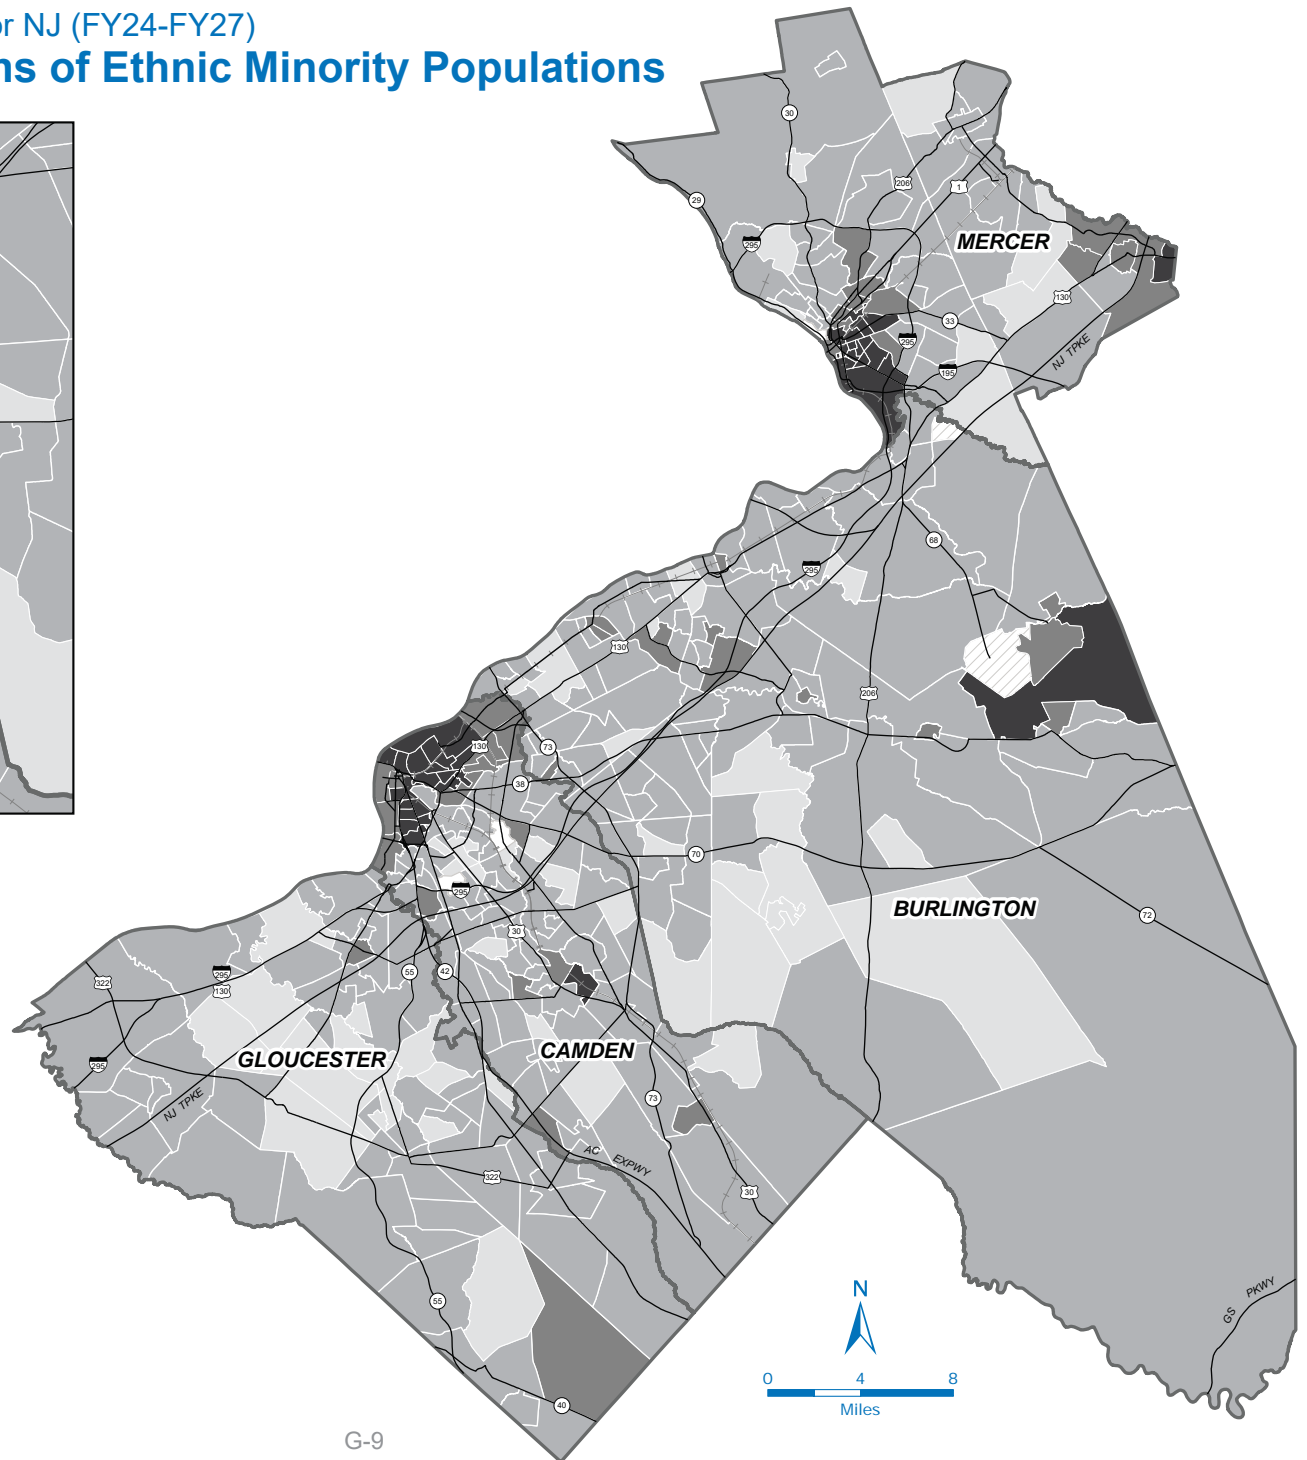 or NJ (FY24-FY27)
ns of Ethnic Minority Populations
30
206
1
29
295
MERCER
130
33
295
195
NJ TPKE
68
295
130
206
130
73
38
70
295
BURLINGTON
72
30
55
42
322
295
130
295
GLOUCESTER
CAMDEN
NJ TPKE
73
AC EXPWY
322
30
55
GS PKWY
40
N
0 4 8
Miles
G-9